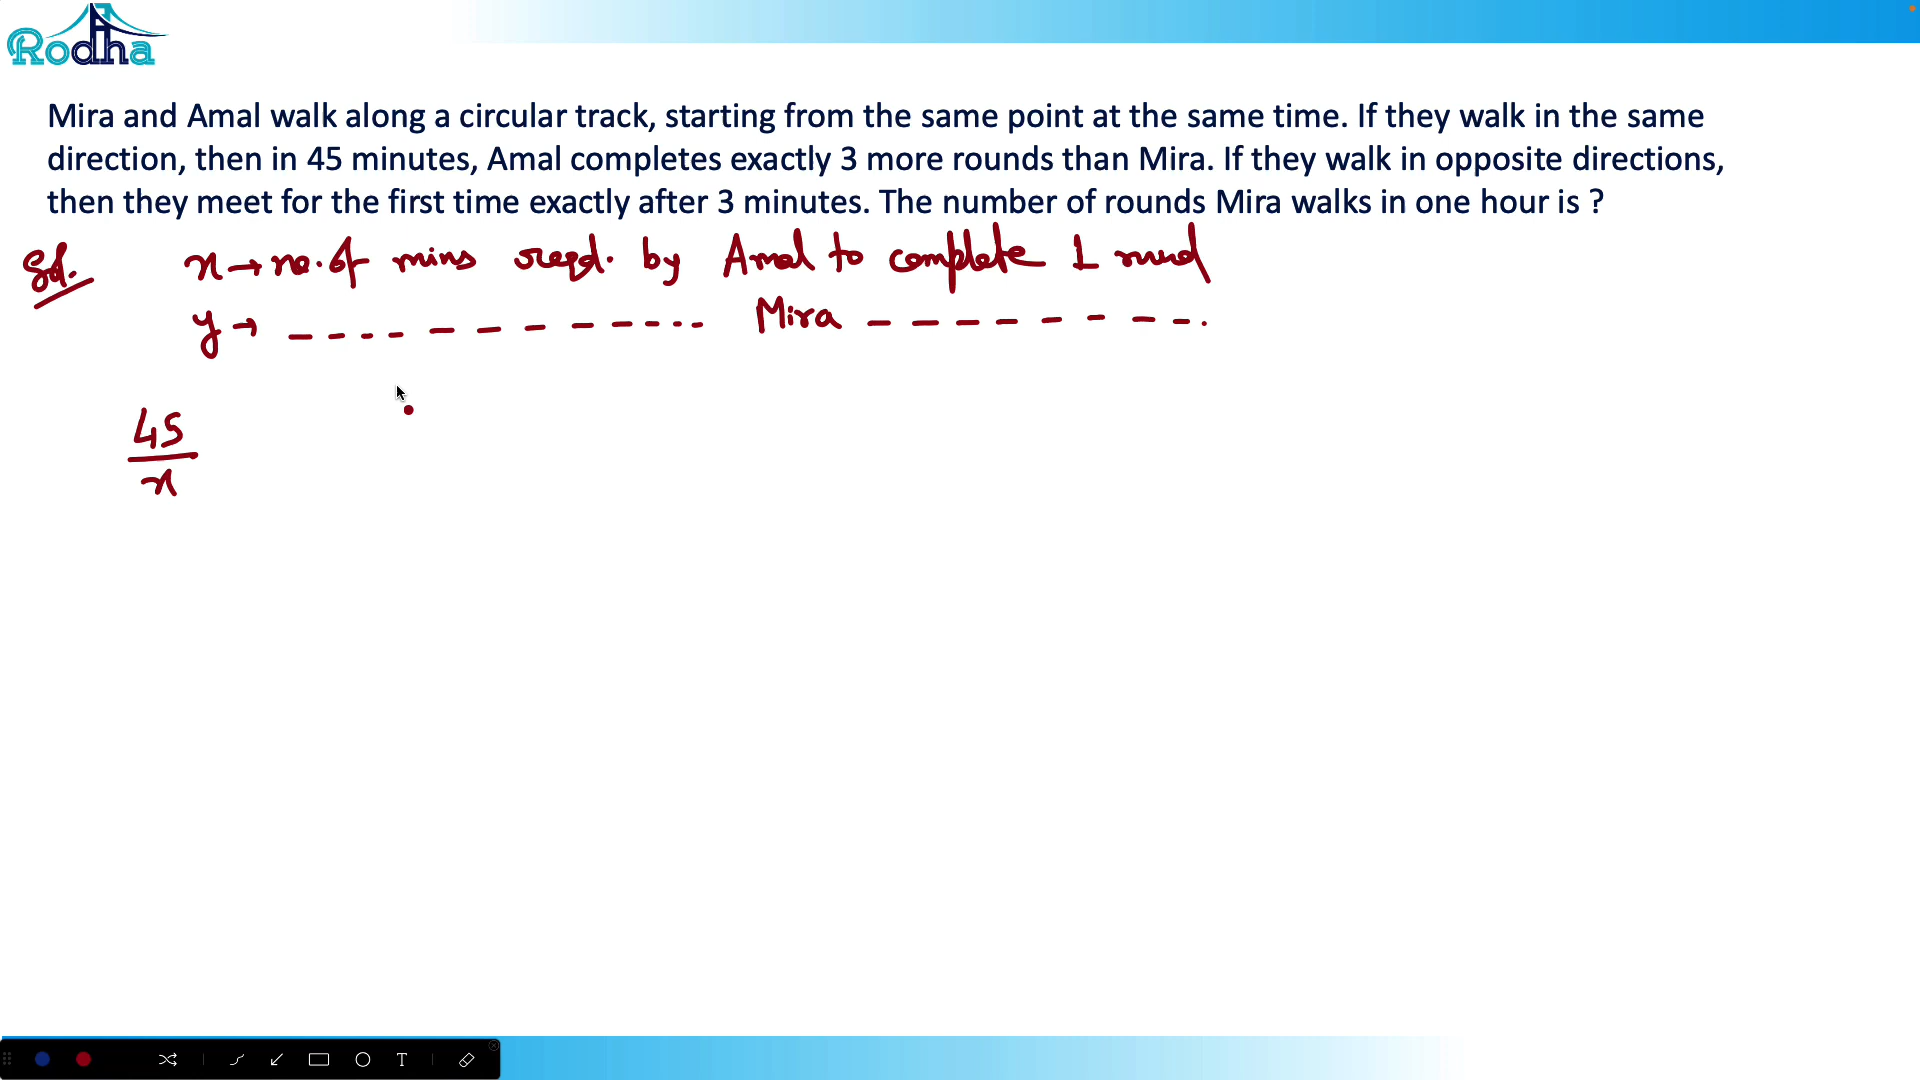 Rodha
Mira and Amal walk along a circular track, starting from the same point at the same time. If they walk in the same
direction, then in 45 minutes, Amal completes exactly 3 more rounds than Mira. If they walk in opposite directions,
then they meet for the first time exactly after 3 minutes. The number of rounds Mira walks in one hour is ?
Sol. x → no. of mins reqd. by Amal to complete 1 round
y → Mira
45
x
T